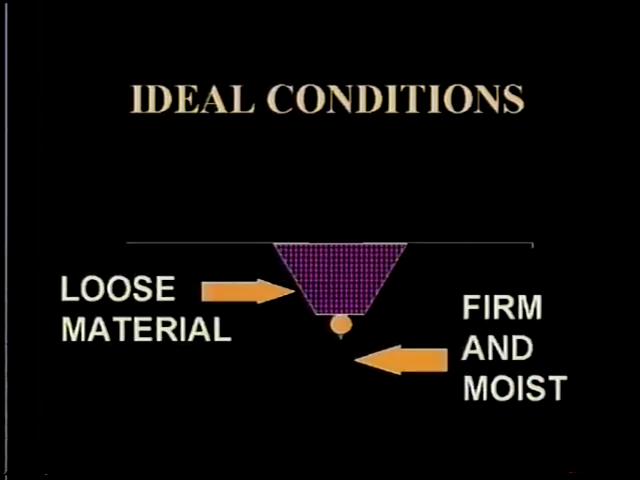 IDEAL CONDITIONS
LOOSE
MATERIAL
FIRM
AND
MOIST